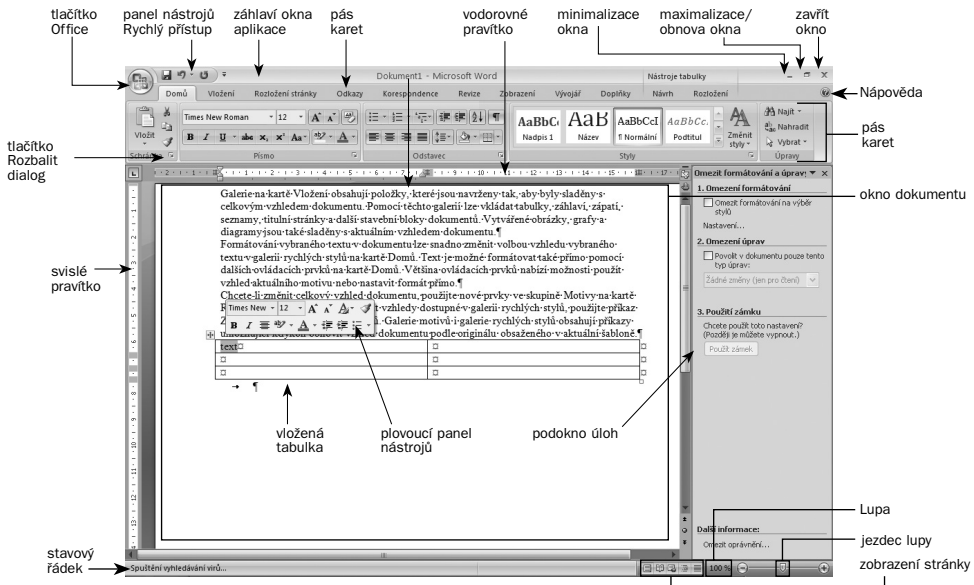 tlačítko
Office
panel nástrojů
Rychlý přístup
záhlaví okna
aplikace
pás
karet
vodorovné
pravítko
minimalizace
okna
maximalizace/
obnova okna
zavřít
okno
Dokument1 - Microsoft Word
Nástroje tabulky
Domů Vložení Rozložení stránky Odkazy Korespondence Revize Zobrazení Vývojář Doplňky Návrh Rozložení
Nápověda
Vložit
Times New Roman 12
B I U abc x₂ x² Aa
AaBbCc AaB AaBbCcI AaBbCc.
Nadpis 1 Název ¶ Normální Podtitul
Změnit
styly
Najít
Nahradit
Vybrat
Schránka Písmo Odstavec Styly Úpravy
pás
karet
tlačítko
Rozbalit
dialog
okno dokumentu
svislé
pravítko
Galerie·na·kartě·Vložení·obsahují·položky,·které·jsou·navrženy·tak,·aby·byly·sladěny·s·
celkovým·vzhledem·dokumentu.·Pomocí·těchto·galerií·lze·vkládat·tabulky,·záhlaví,·zápatí,·
seznamy,·titulní·stránky·a·další·stavební·bloky·dokumentů.·Vytvářené·obrázky,·grafy·a·
diagramy·jsou·také·sladěny·s·aktuálním·vzhledem·dokumentu.¶
Formátování·vybraného·textu·v·dokumentu·lze·snadno·změnit·volbou·vzhledu·vybraného·
textu·v·galerii·rychlých·stylů·na·kartě·Domů.·Text·je·možné·formátovat·také·přímo·pomocí·
dalších·ovládacích·prvků·na·kartě·Domů.·Většina·ovládacích·prvků·nabízí·možnosti·použít·
vzhled·aktuálního·motivu·nebo·nastavit·formát·přímo.¶
Chcete-li·změnit·celkový·vzhled·dokumentu,·použijte·nové·prvky·ve·skupině·Motivy·na·kartě·
vzhledy·dostupné·v·galerii·rychlých·stylů,·použijte·příkaz·
Galerie·motivů·i·galerie·rychlých·stylů·obsahují·příkazy·
dokumentu·podle·originálu·obsaženého·v·aktuální·šabloně.¶
Times New 12
B I
text¤ ¤ ¤
¤ ¤ ¤
¤ ¤ ¤
→ ¶
vložená
tabulka
plovoucí panel
nástrojů
podokno úloh
Omezit formátování a úpravy
1. Omezení formátování
Omezit formátování na výběr
stylů
Nastavení...
2. Omezení úprav
Povolit v dokumentu pouze tento
typ úprav:
Žádné změny (jen pro čtení)
3. Použití zámku
Chcete použít toto nastavení?
(Později je můžete vypnout.)
Použít zámek
Další informace:
Omezit oprávnění...
Lupa
jezdec lupy
zobrazení stránky
stavový
řádek
Spuštění vyhledávání virů...
100 %